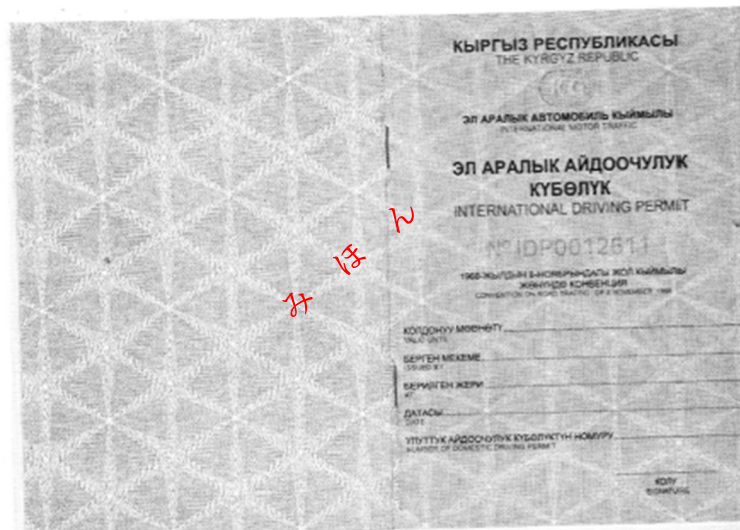 КЫРГЫЗ РЕСПУБЛИКАСЫ
THE KYRGYZ REPUBLIC
ЭЛ АРАЛЫК АВТОМОБИЛЬ КЫЙМЫЛЫ
INTERNATIONAL MOTOR TRAFFIC
ЭЛ АРАЛЫК АЙДООЧУЛУК
КҮБӨЛҮК
INTERNATIONAL DRIVING PERMIT
№ IDP0012611
みほん
1968-ЖЫЛДЫН 8-НОЯБРЫНДАГЫ ЖОЛ КЫЙМЫЛЫ
ЖӨНҮНДӨ КОНВЕНЦИЯ
CONVENTION ON ROAD TRAFFIC OF 8 NOVEMBER 1968
КОЛДОНУУ МӨӨНӨТҮ
VALID UNTIL
БЕРГЕН МЕКЕМЕ
ISSUED BY
БЕРИЛГЕН ЖЕРИ
AT
ДАТАСЫ
DATE
УЛУТТУК АЙДООЧУЛУК КҮБӨЛҮКТҮН НОМУРУ
NUMBER OF DOMESTIC DRIVING PERMIT
КОЛУ
SIGNATURE